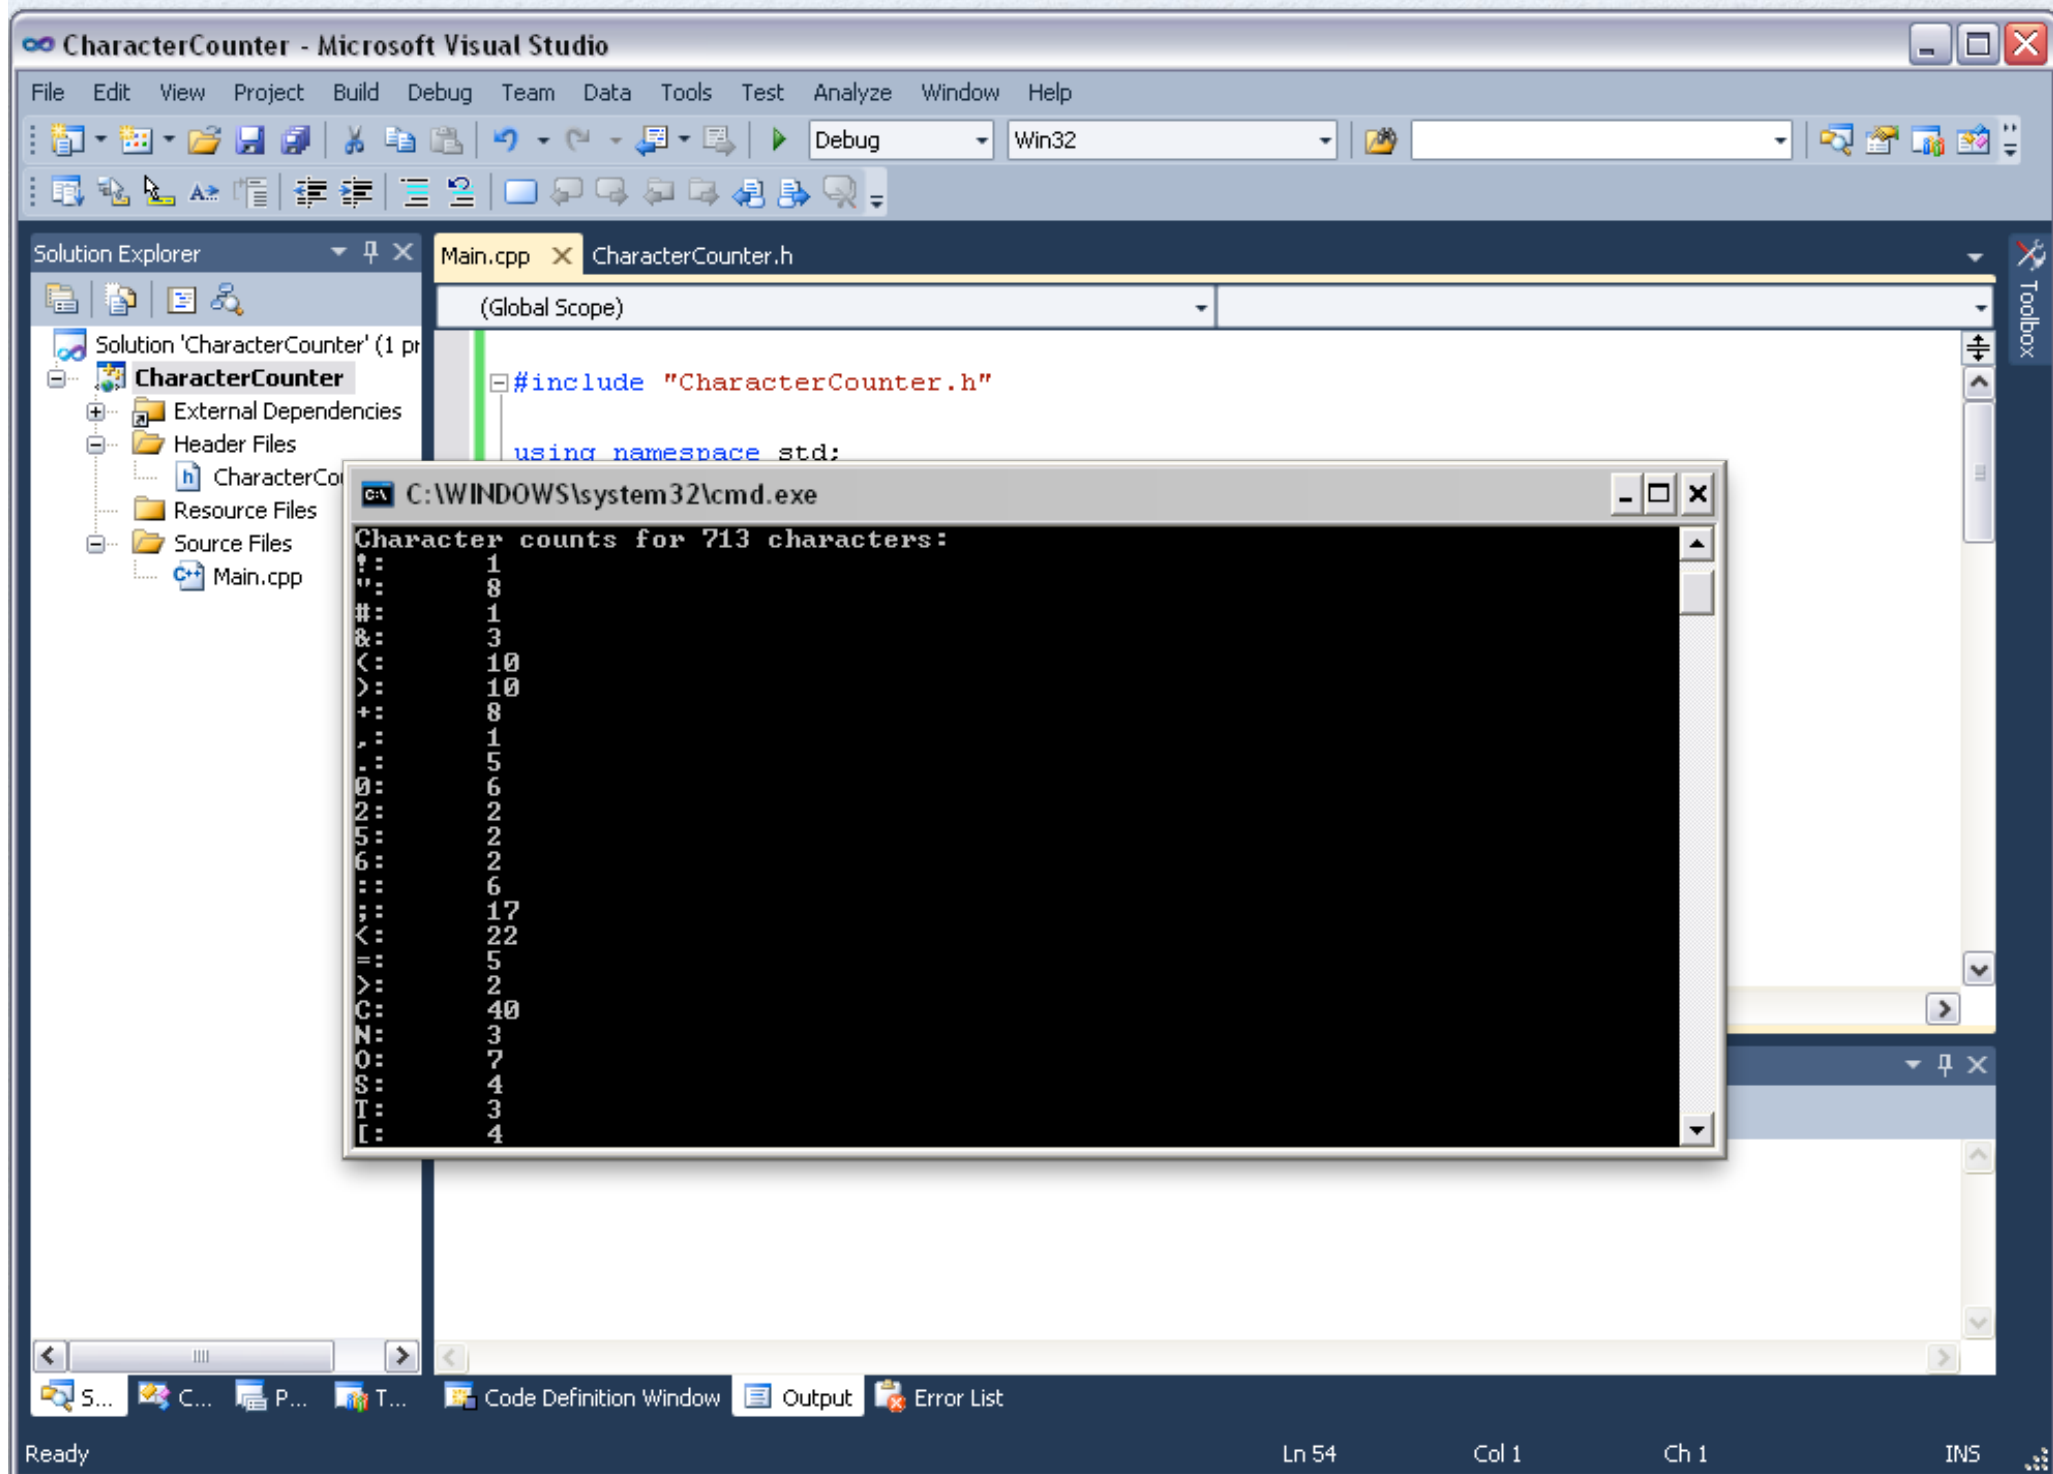 CharacterCounter - Microsoft Visual Studio
File Edit View Project Build Debug Team Data Tools Test Analyze Window Help
Debug Win32
Solution Explorer
Main.cpp CharacterCounter.h
Toolbox
(Global Scope)
Solution 'CharacterCounter' (1 pr
CharacterCounter
External Dependencies
Header Files
CharacterCo
Resource Files
Source Files
Main.cpp
#include "CharacterCounter.h"
using namespace std;
C:\WINDOWS\system32\cmd.exe
Character counts for 713 characters:
!: 1
": 8
#: 1
&: 3
(: 10
): 10
+: 8
,: 1
.: 5
0: 6
2: 2
5: 2
6: 2
:: 6
;: 17
<: 22
=: 5
>: 2
C: 40
N: 3
O: 7
S: 4
T: 3
[: 4
S... C... P... T...
Code Definition Window Output Error List
Ready Ln 54 Col 1 Ch 1 INS